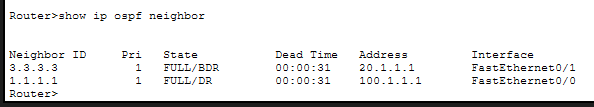 Router>show ip ospf neighbor
Neighbor ID     Pri   State           Dead Time   Address         Interface
3.3.3.3           1   FULL/BDR        00:00:31    20.1.1.1        FastEthernet0/1
1.1.1.1           1   FULL/DR         00:00:31    100.1.1.1       FastEthernet0/0
Router>